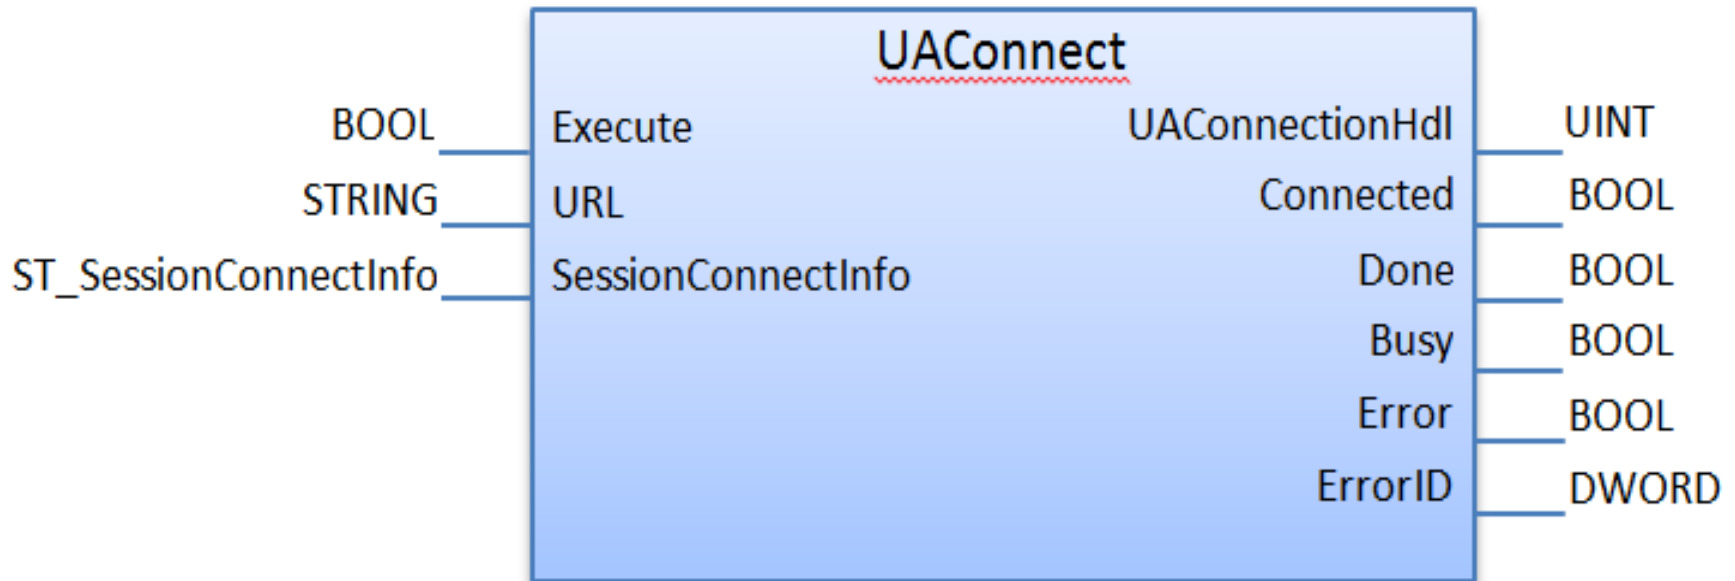 UAConnect
BOOL Execute UAConnectionHdl UINT
STRING URL Connected BOOL
ST_SessionConnectInfo SessionConnectInfo Done BOOL
Busy BOOL
Error BOOL
ErrorID DWORD